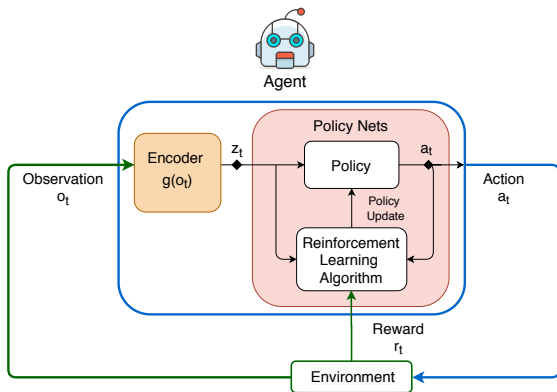 Agent
Policy Nets
Encoder
g(oₜ)
zₜ
Policy
aₜ
Observation
oₜ
Action
aₜ
Policy
Update
Reinforcement
Learning
Algorithm
Reward
rₜ
Environment